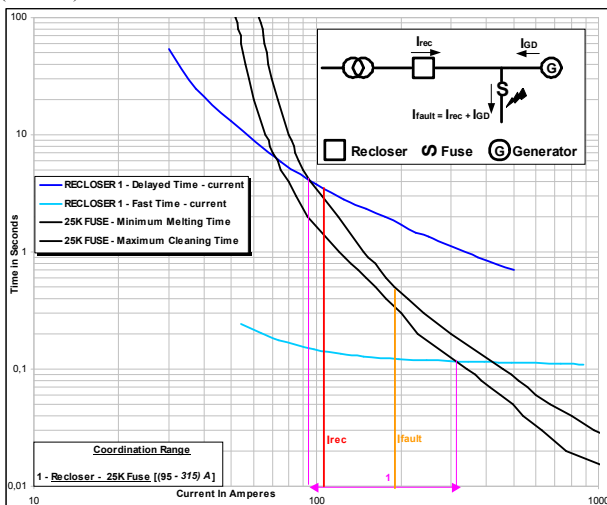 100
10
1
0,1
0,01
Time in Seconds
10
100
1000
Current In Amperes
Irec
IGD
G
S
Ifault = Irec + IGD
Recloser
S Fuse
G Generator
RECLOSER 1 - Delayed Time - current
RECLOSER 1 - Fast Time - current
25K FUSE - Minimum Melting Time
25K FUSE - Maximum Cleaning Time
Irec
Ifault
1
Coordination Range
1 - Recloser - 25K Fuse [(95 - 315) A]